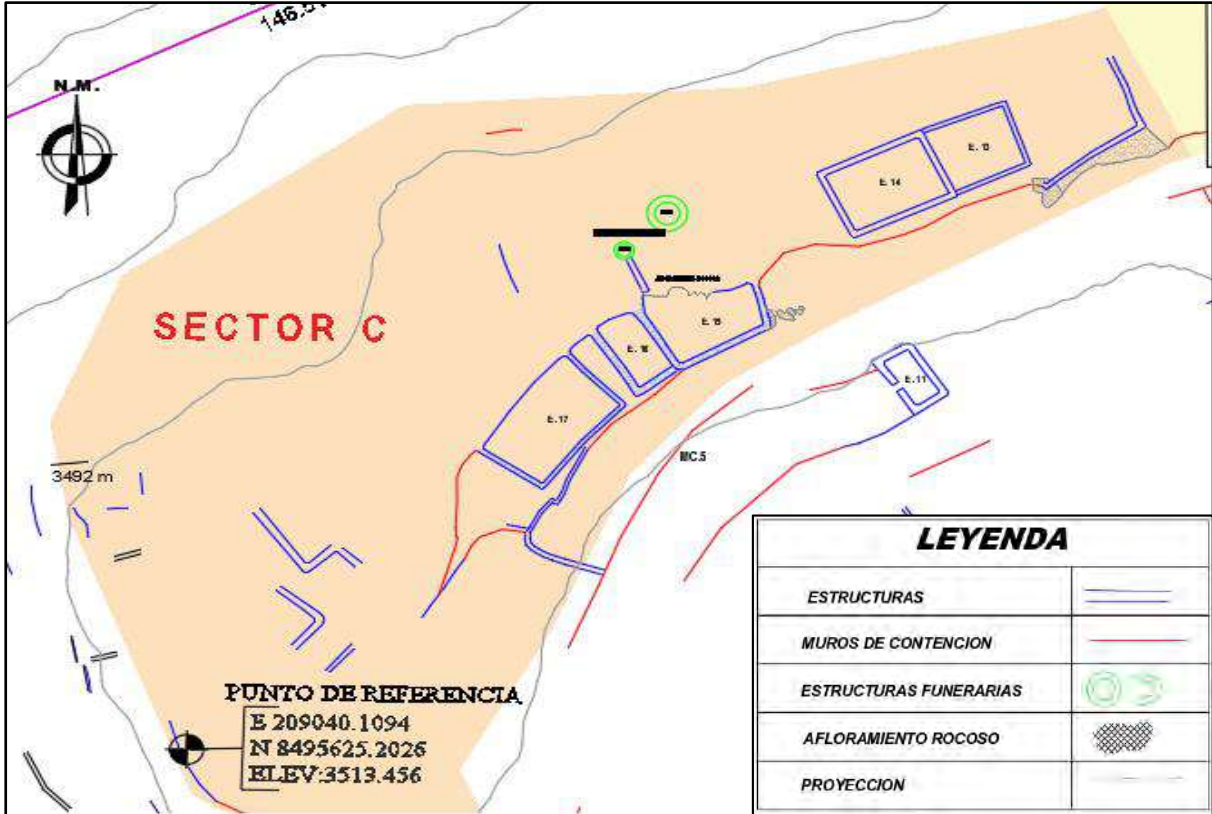 N.M.
SECTOR C
E. 13
E. 14
E. 15
E. 16
E. 17
E.11
MC.5
3492 m
PUNTO DE REFERENCIA
E 209040.1094
N 8495625.2026
ELEV:3513.456
LEYENDA
ESTRUCTURAS
MUROS DE CONTENCION
ESTRUCTURAS FUNERARIAS
AFLORAMIENTO ROCOSO
PROYECCION